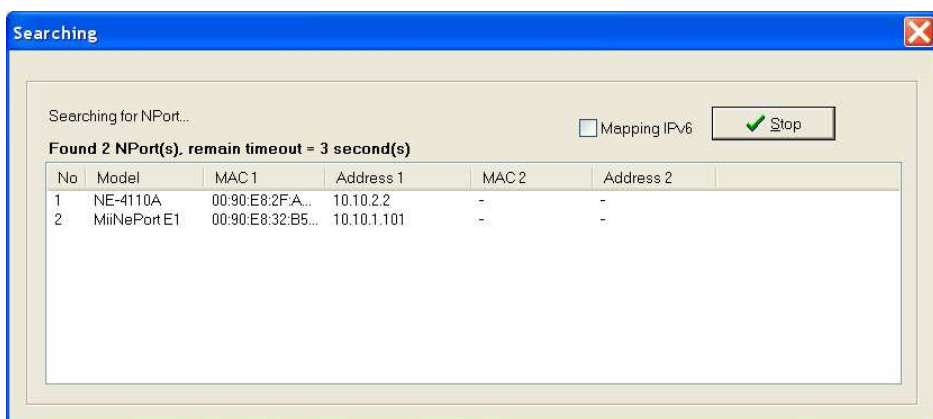 Searching
Searching for NPort...
Mapping IPv6
Stop
Found 2 NPort(s), remain timeout = 3 second(s)
No Model MAC 1 Address 1 MAC 2 Address 2
1 NE-4110A 00:90:E8:2F:A... 10.10.2.2 - -
2 MiiNePort E1 00:90:E8:32:B5... 10.10.1.101 - -